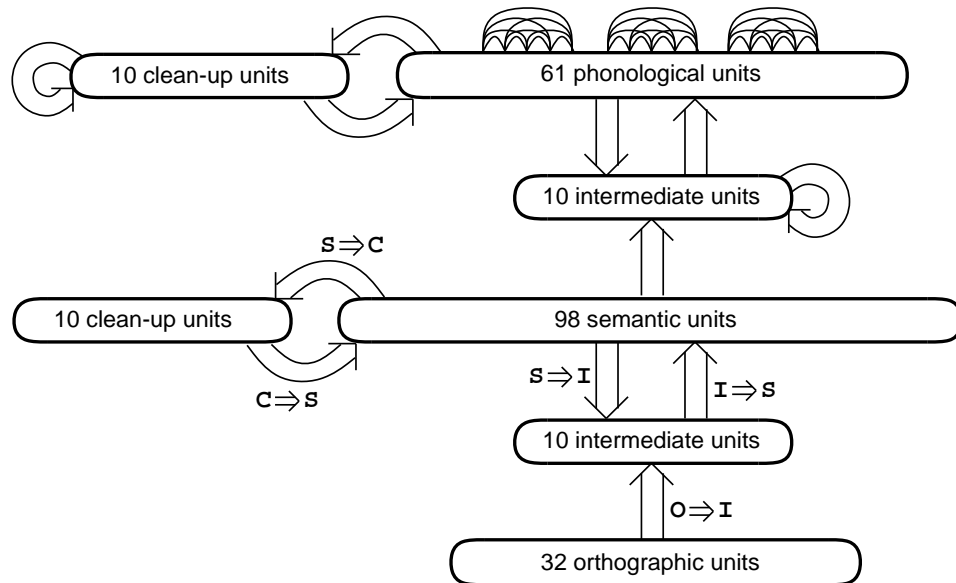 10 clean-up units
61 phonological units
10 intermediate units
S⇒C
10 clean-up units
98 semantic units
S⇒I
I⇒S
C⇒S
10 intermediate units
O⇒I
32 orthographic units